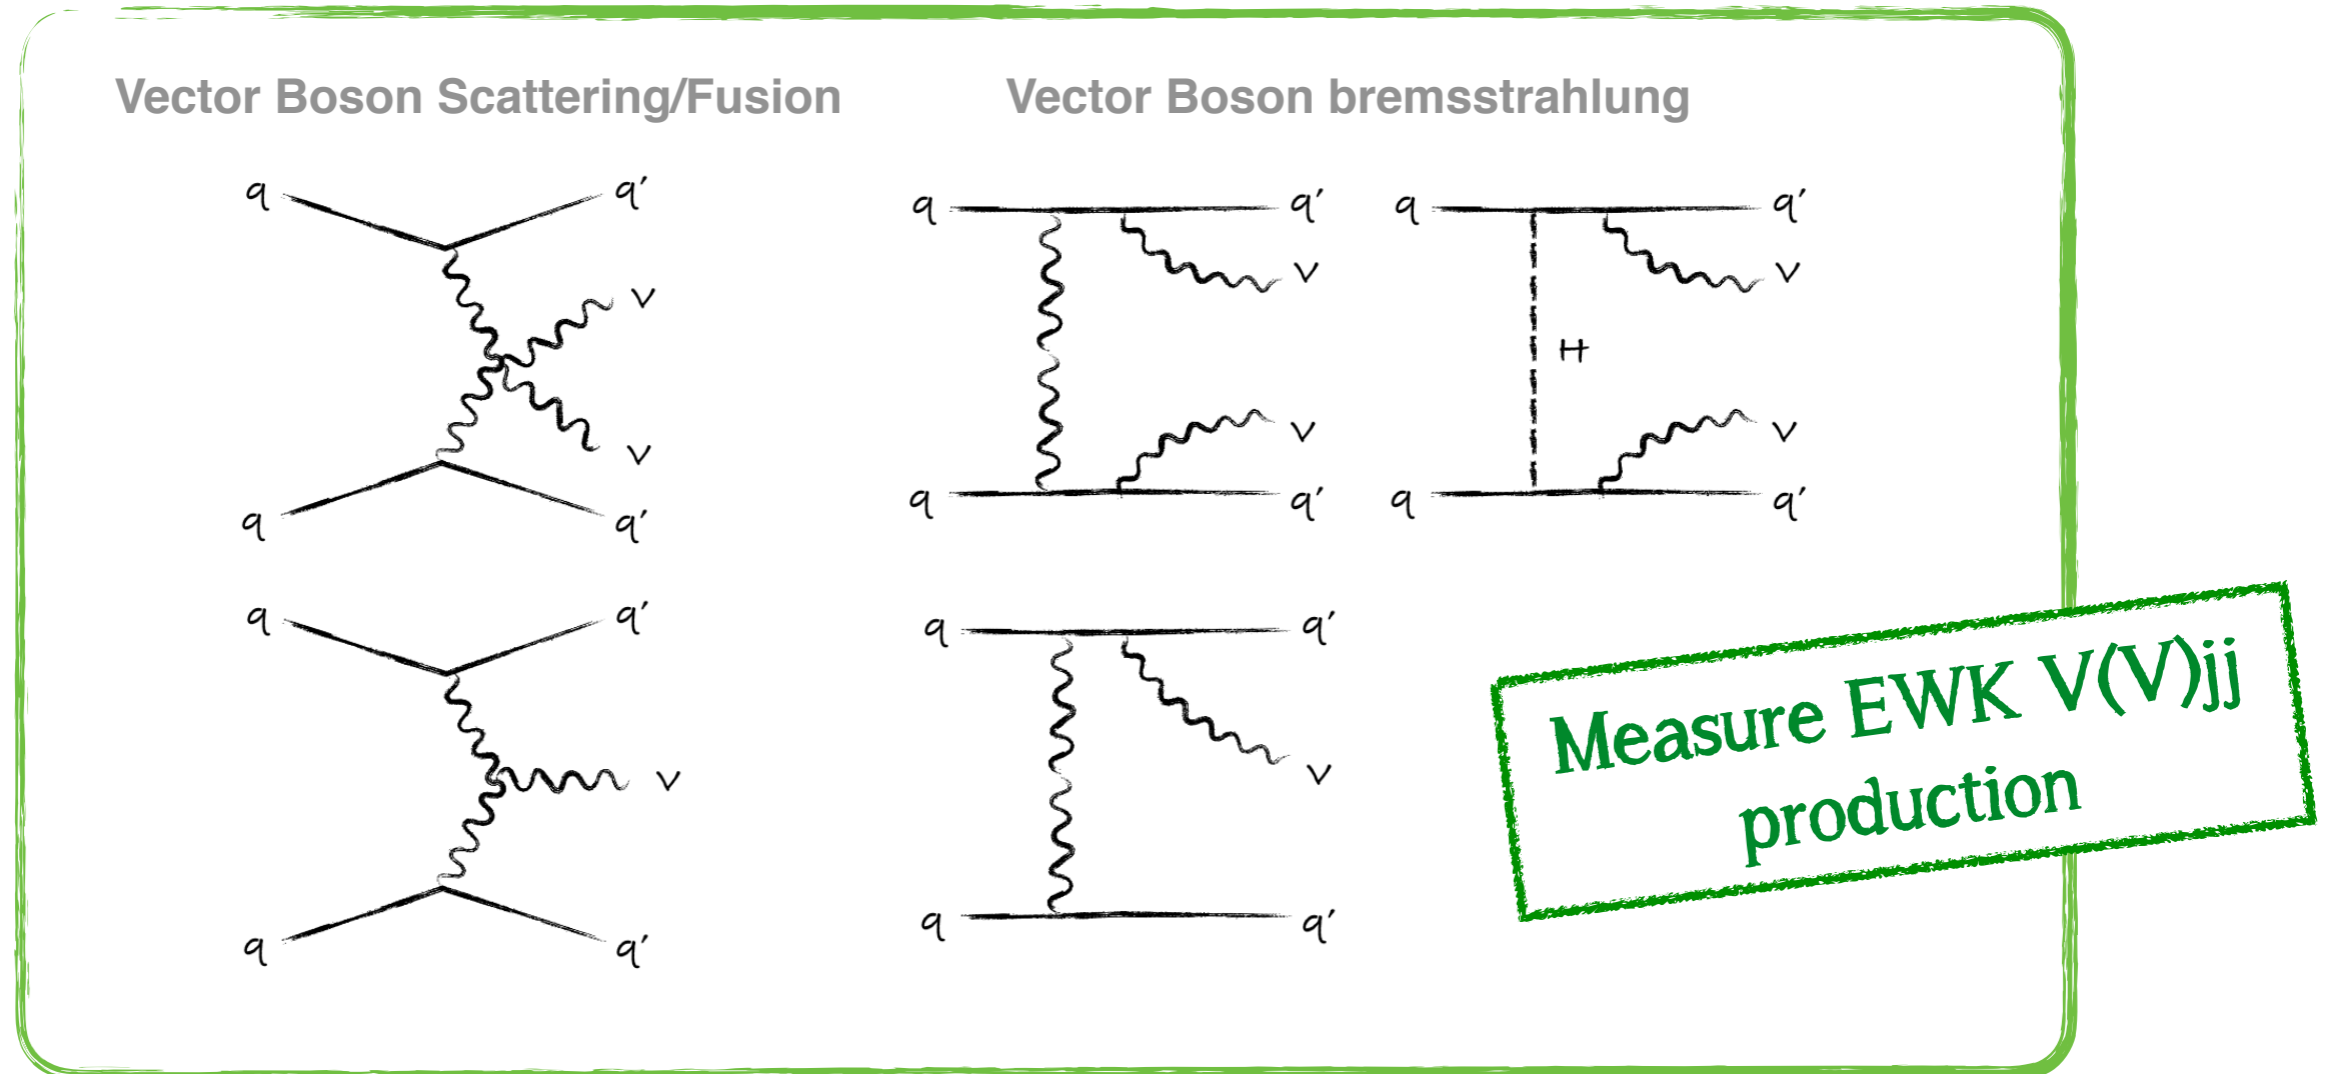 Vector Boson Scattering/Fusion
Vector Boson bremsstrahlung
q q′
V
V
q q′
q q′
V
V
q q′
q q′
V
H
V
q q′
q q′
V
q q′
q q′
V
q q′
Measure EWK V(V)jj
production